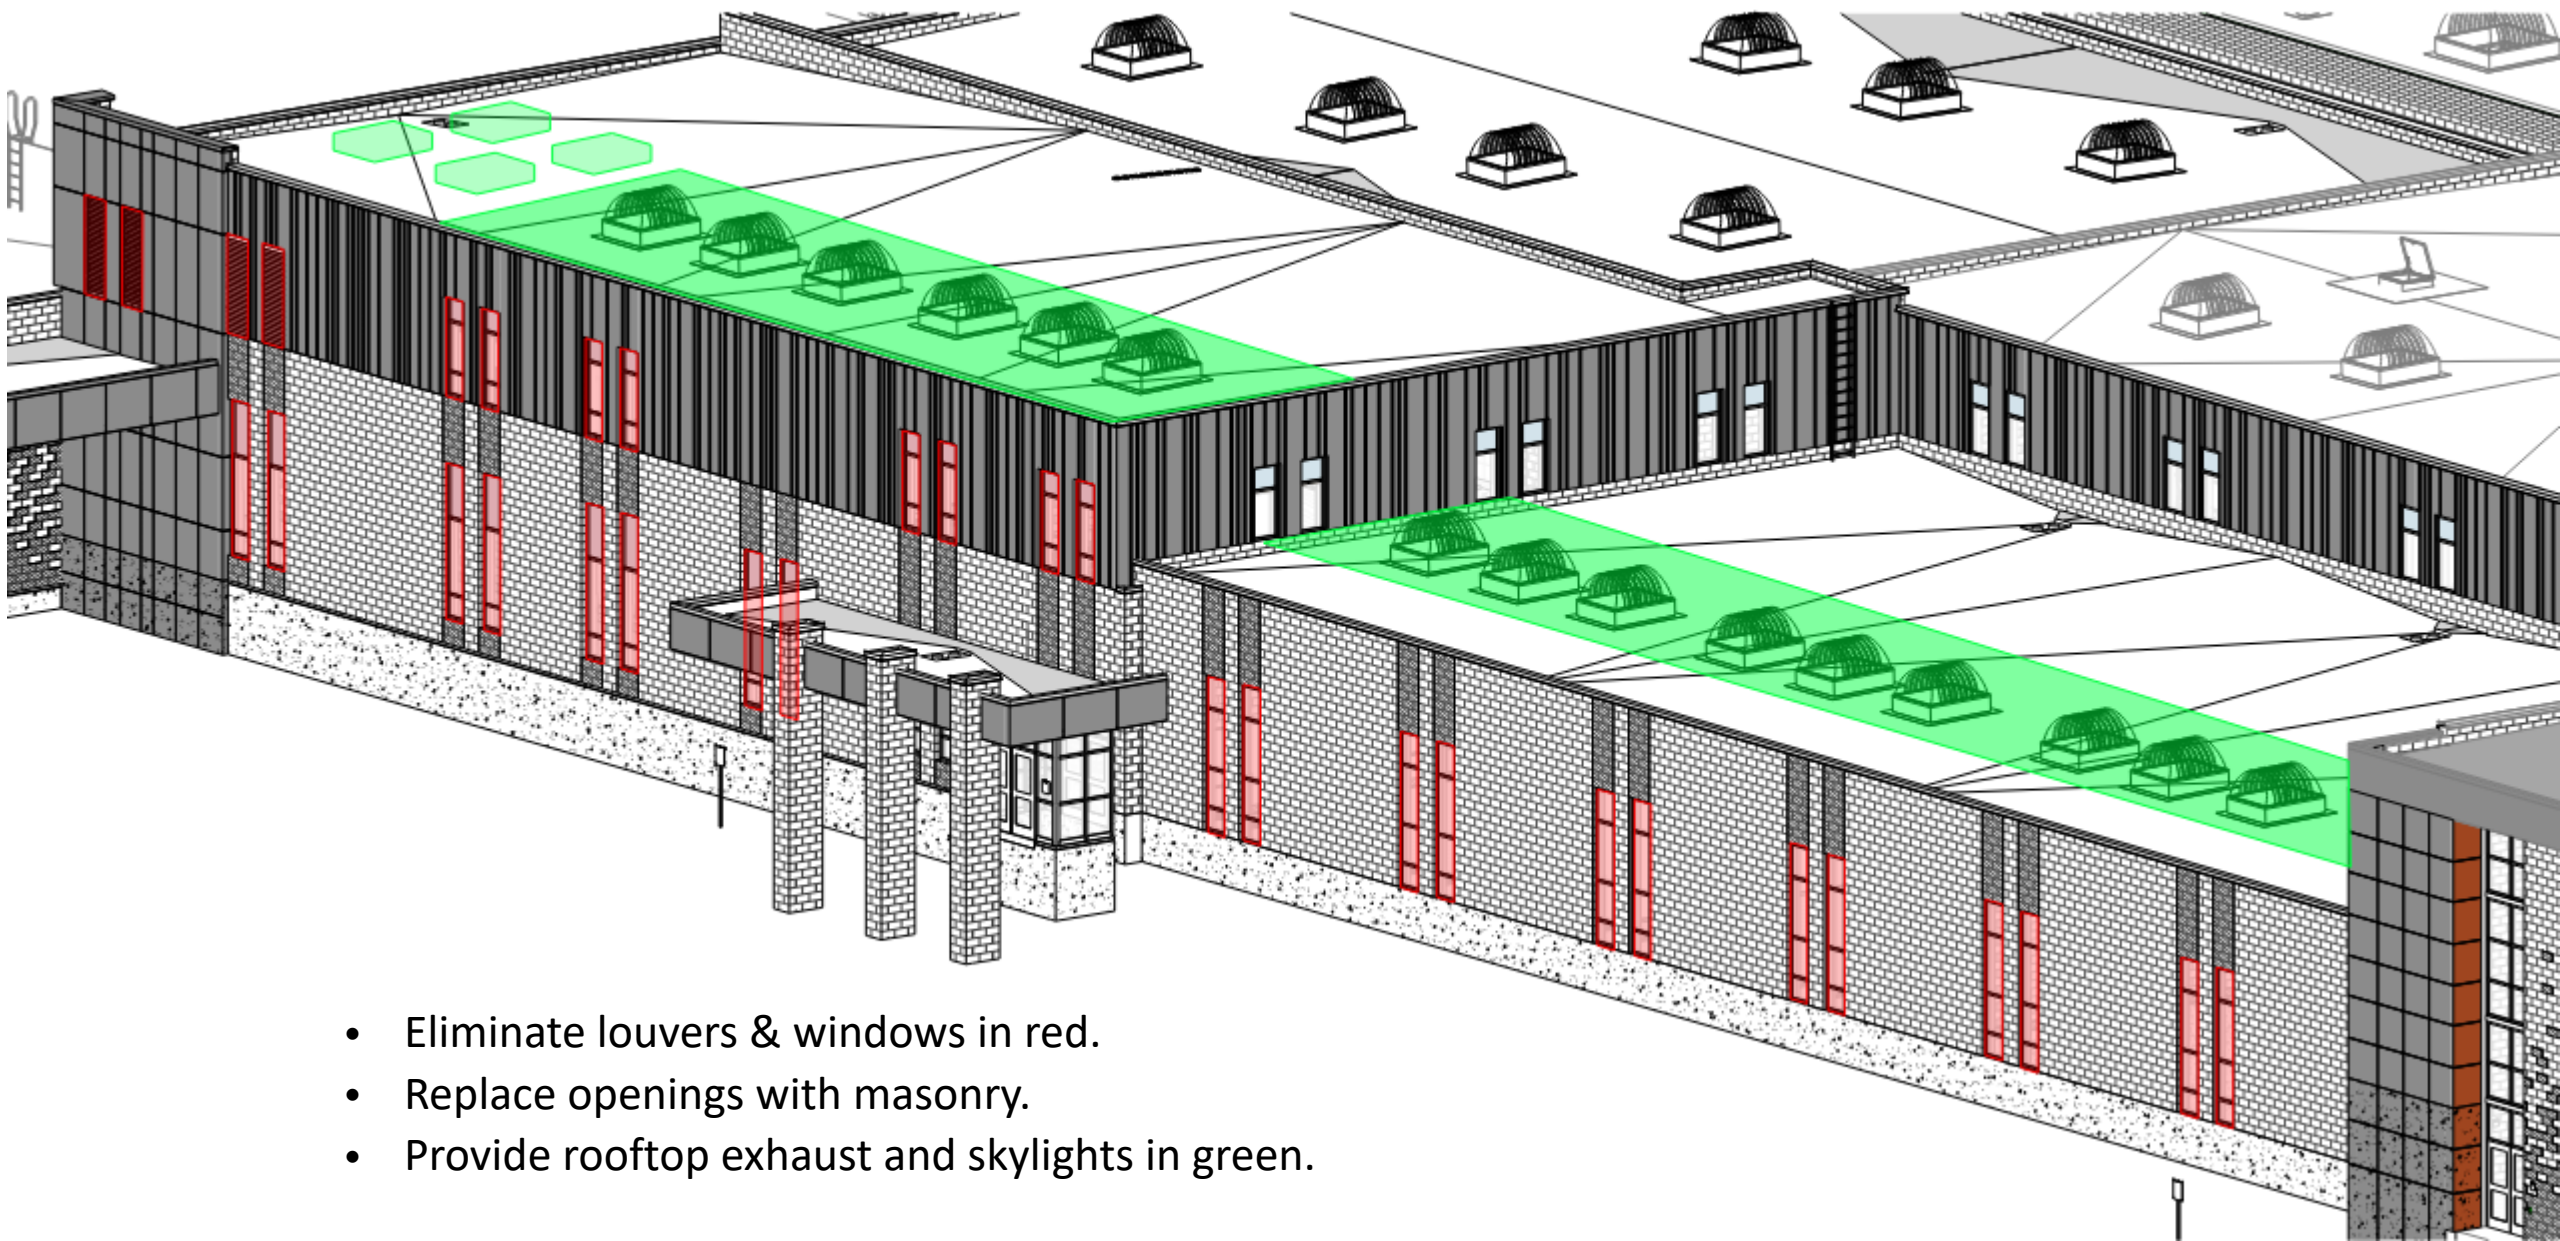 • Eliminate louvers & windows in red.
• Replace openings with masonry.
• Provide rooftop exhaust and skylights in green.